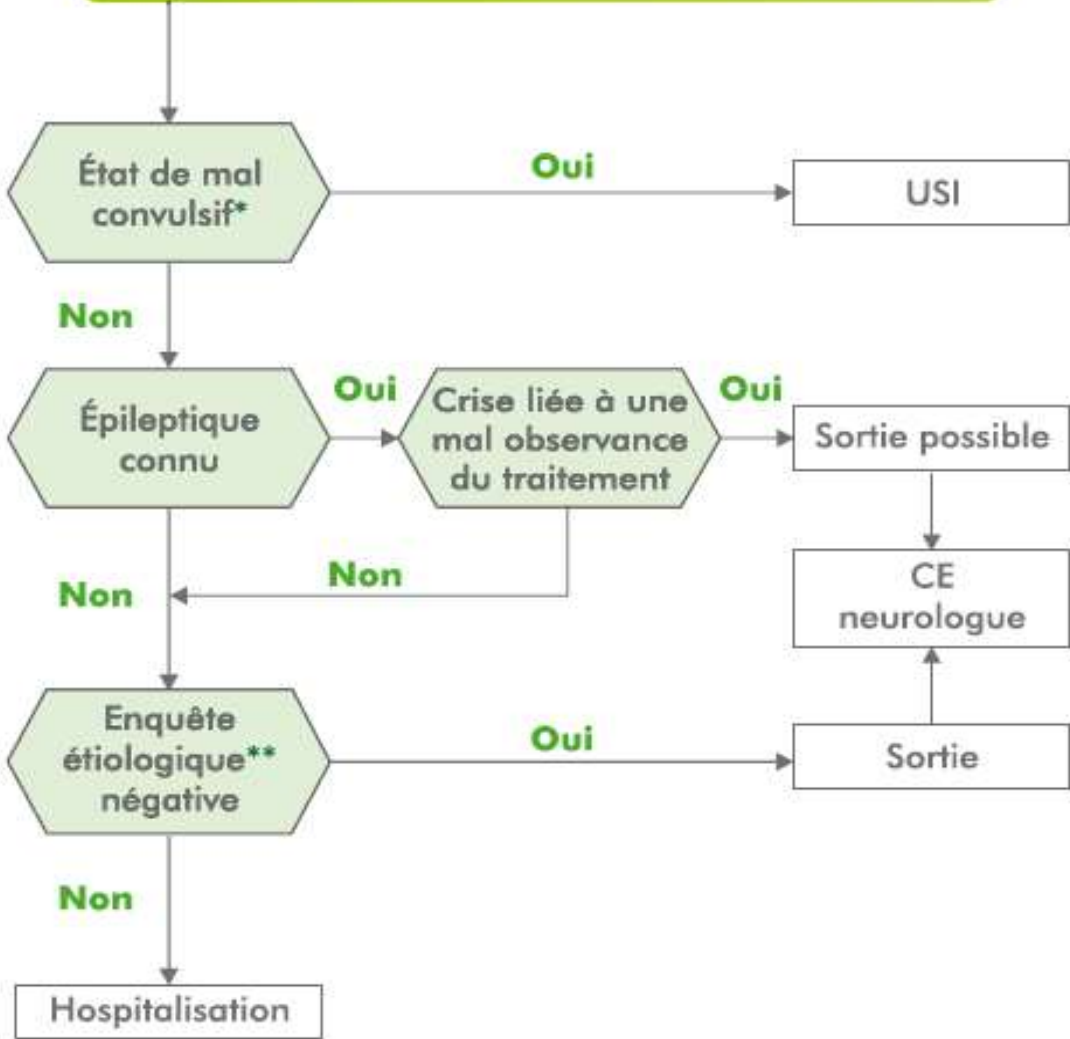 État de mal
convulsif*
Oui
USI
Non
Épileptique
connu
Oui
Crise liée à une
mal observance
du traitement
Oui
Sortie possible
Non
Non
CE
neurologue
Enquête
étiologique**
négative
Oui
Sortie
Non
Hospitalisation